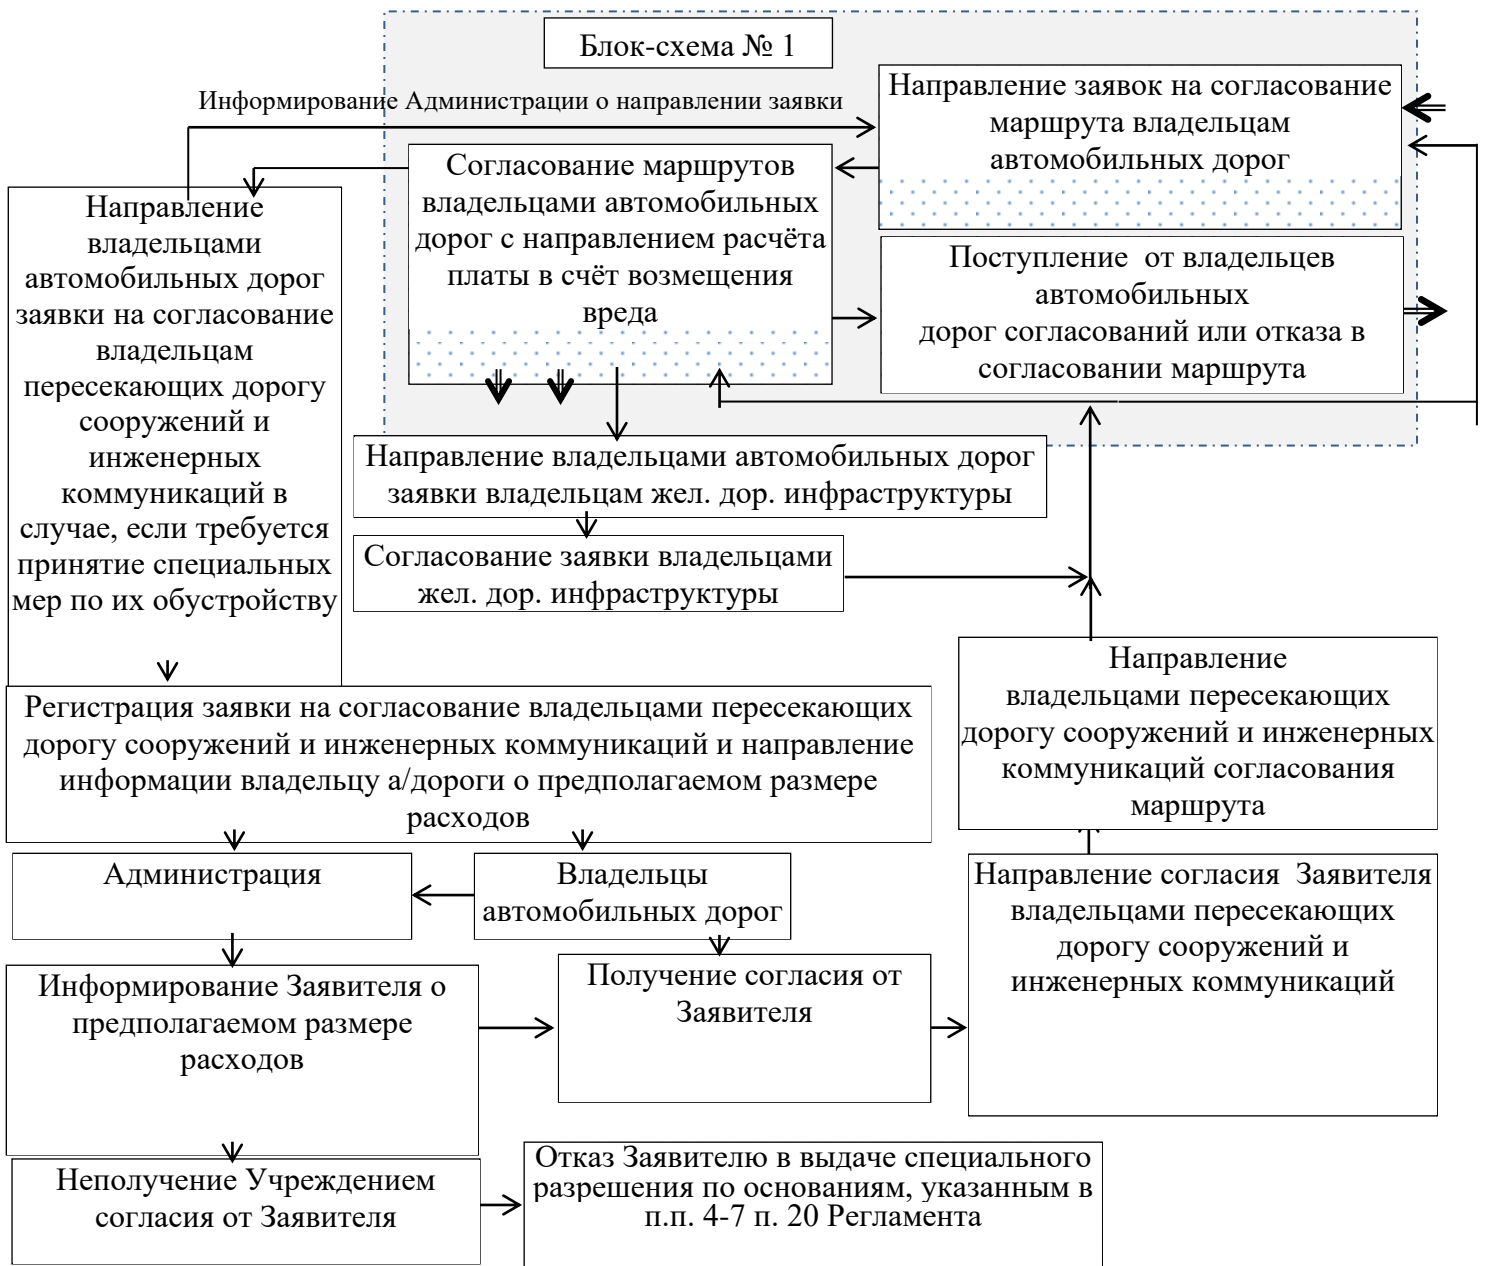 Блок-схема № 1
Информирование Администрации о направлении заявки
Направление заявок на согласование
маршрута владельцам
автомобильных дорог
Согласование маршрутов
владельцами автомобильных
дорог с направлением расчёта
платы в счёт возмещения
вреда
Поступление от владельцев
автомобильных
дорог согласований или отказа в
согласовании маршрута
Направление
владельцами
автомобильных дорог
заявки на согласование
владельцам
пересекающих дорогу
сооружений и
инженерных
коммуникаций в
случае, если требуется
принятие специальных
мер по их обустройству
Направление владельцами автомобильных дорог
заявки владельцам жел. дор. инфраструктуры
Согласование заявки владельцами
жел. дор. инфраструктуры
Направление
владельцами пересекающих
дорогу сооружений и инженерных
коммуникаций согласования
маршрута
Регистрация заявки на согласование владельцами пересекающих
дорогу сооружений и инженерных коммуникаций и направление
информации владельцу а/дороги о предполагаемом размере
расходов
Администрация
Владельцы
автомобильных дорог
Направление согласия Заявителя
владельцами пересекающих
дорогу сооружений и
инженерных коммуникаций
Информирование Заявителя о
предполагаемом размере
расходов
Получение согласия от
Заявителя
Неполучение Учреждением
согласия от Заявителя
Отказ Заявителю в выдаче специального
разрешения по основаниям, указанным в
п.п. 4-7 п. 20 Регламента